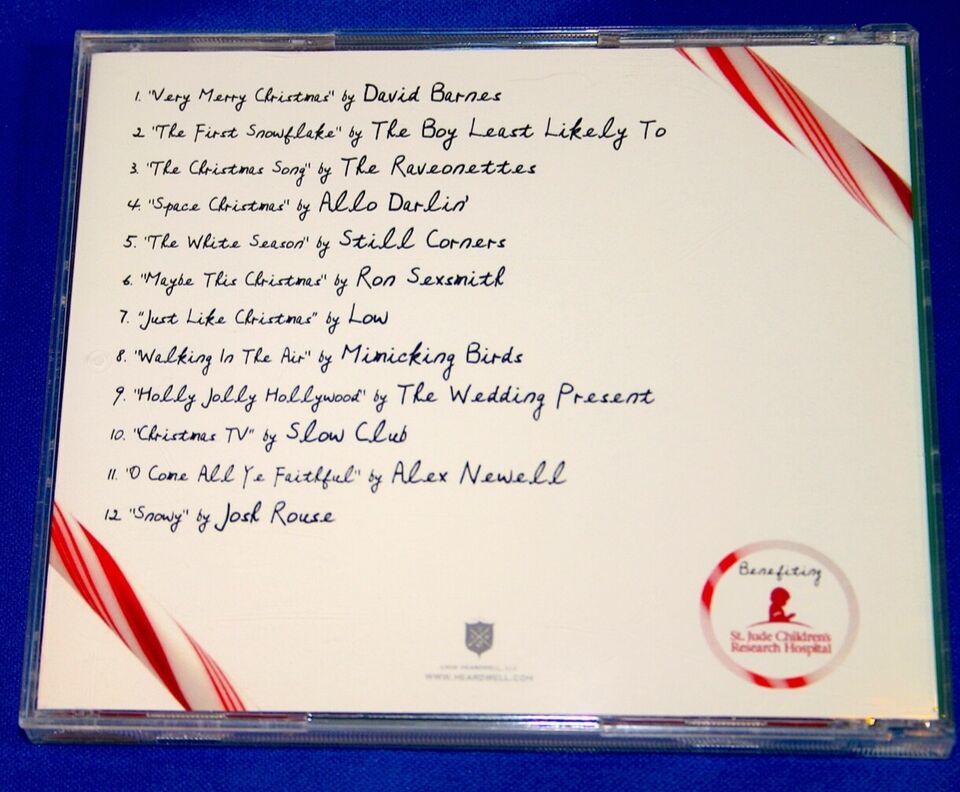 1. "Very Merry Christmas" by David Barnes
2 "The First Snowflake" by The Boy Least Likely To
3. "The Christmas Song" by The Raveonettes
4. "Space Christmas" by Allo Darlin'
5. "The White Season" by Still Corners
6. "Maybe This Christmas" by Ron Sexsmith
7. "Just Like Christmas" by Low
8. "Walking In The Air" by Mimicking Birds
9. "Holly Jolly Hollywood" by The Wedding Present
10. "Christmas TV" by Slow Club
11. "O Come All Ye Faithful" by Alex Newell
12 "Snowy" by Josh Rouse
Benefiting
St. Jude Children's
Research Hospital
HEARDWELL, LLC
WWW.HEARDWELL.COM